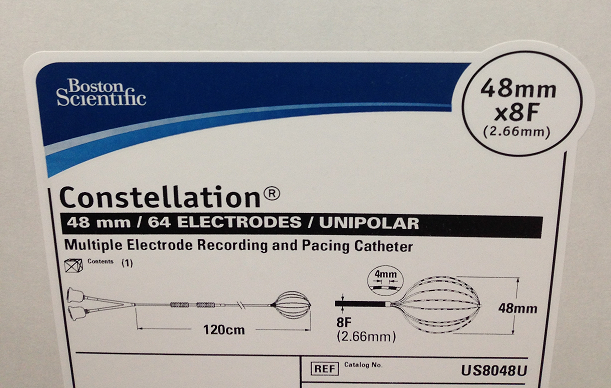 Boston
Scientific
48mm
x8F
(2.66mm)
Constellation®
48 mm / 64 ELECTRODES / UNIPOLAR
Multiple Electrode Recording and Pacing Catheter
Contents (1)
4mm
120cm
8F
(2.66mm)
48mm
REF Catalog No. US8048U